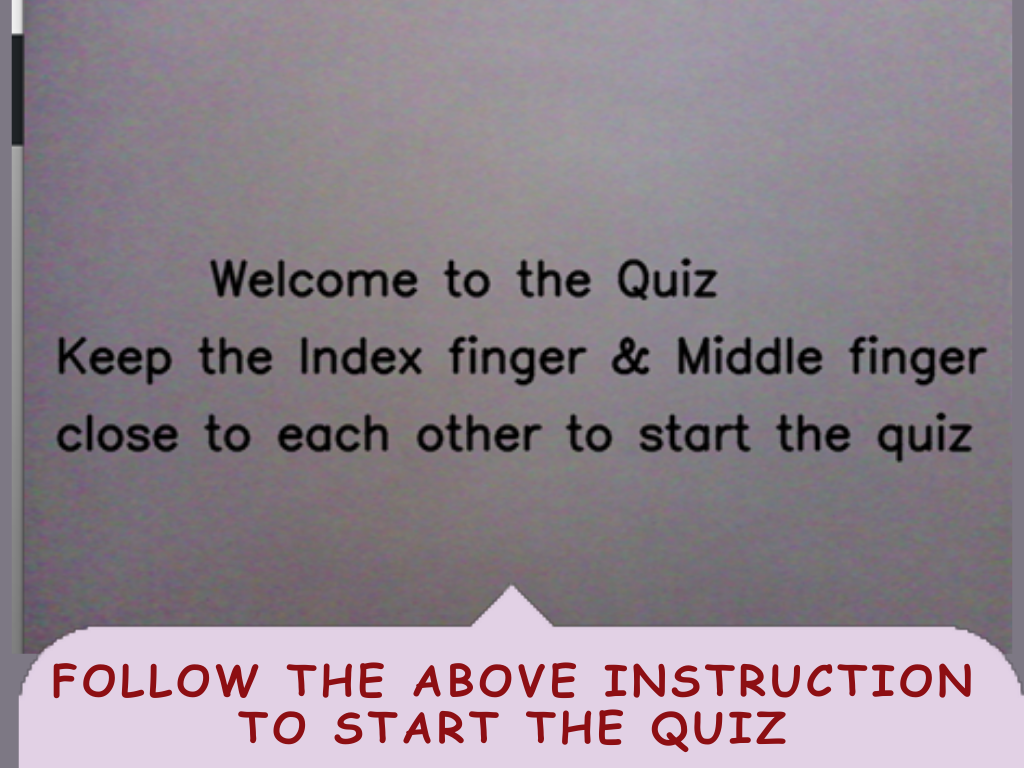 Welcome to the Quiz
Keep the Index finger & Middle finger
close to each other to start the quiz
FOLLOW THE ABOVE INSTRUCTION
TO START THE QUIZ